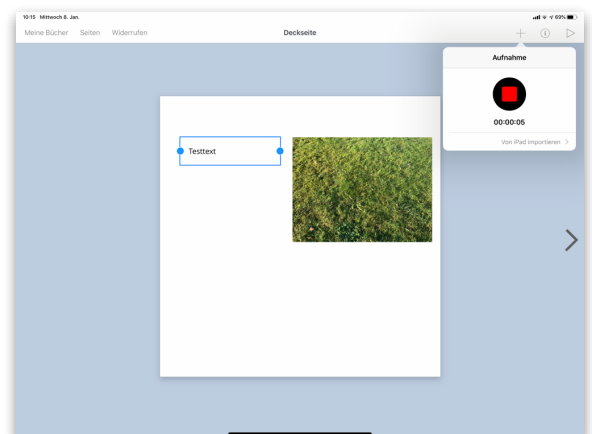 10:15 Mittwoch 8. Jan.
69%
Meine Bücher Seiten Widerrufen
Deckseite
Aufnahme
00:00:05
Von iPad importieren
Testtext